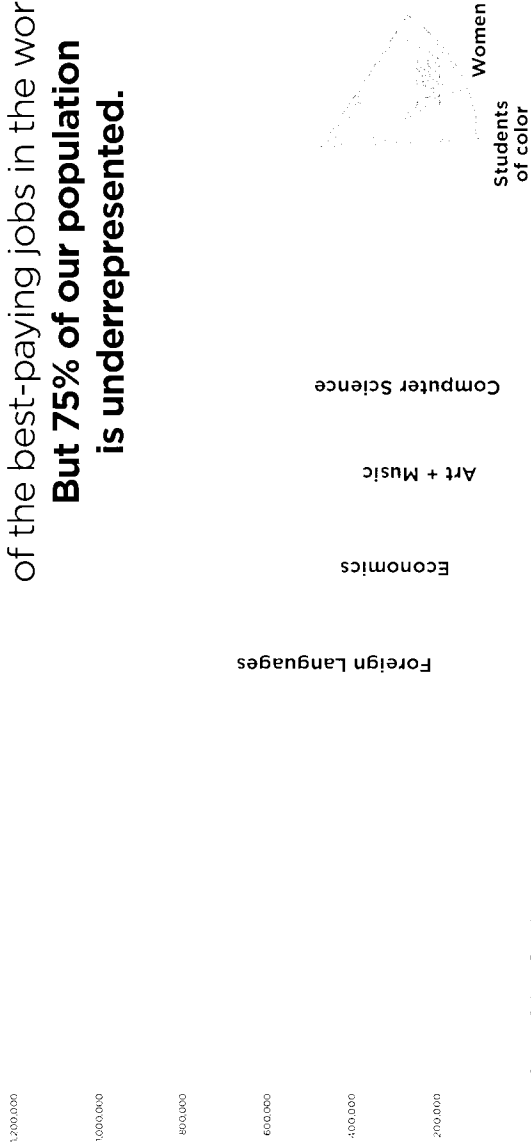 of the best-paying jobs in the wor
But 75% of our population
is underrepresented.
Women
Students
of color
Computer Science
Art + Music
Economics
Foreign Languages
1,200,000
1,000,000
800,000
600,000
400,000
200,000